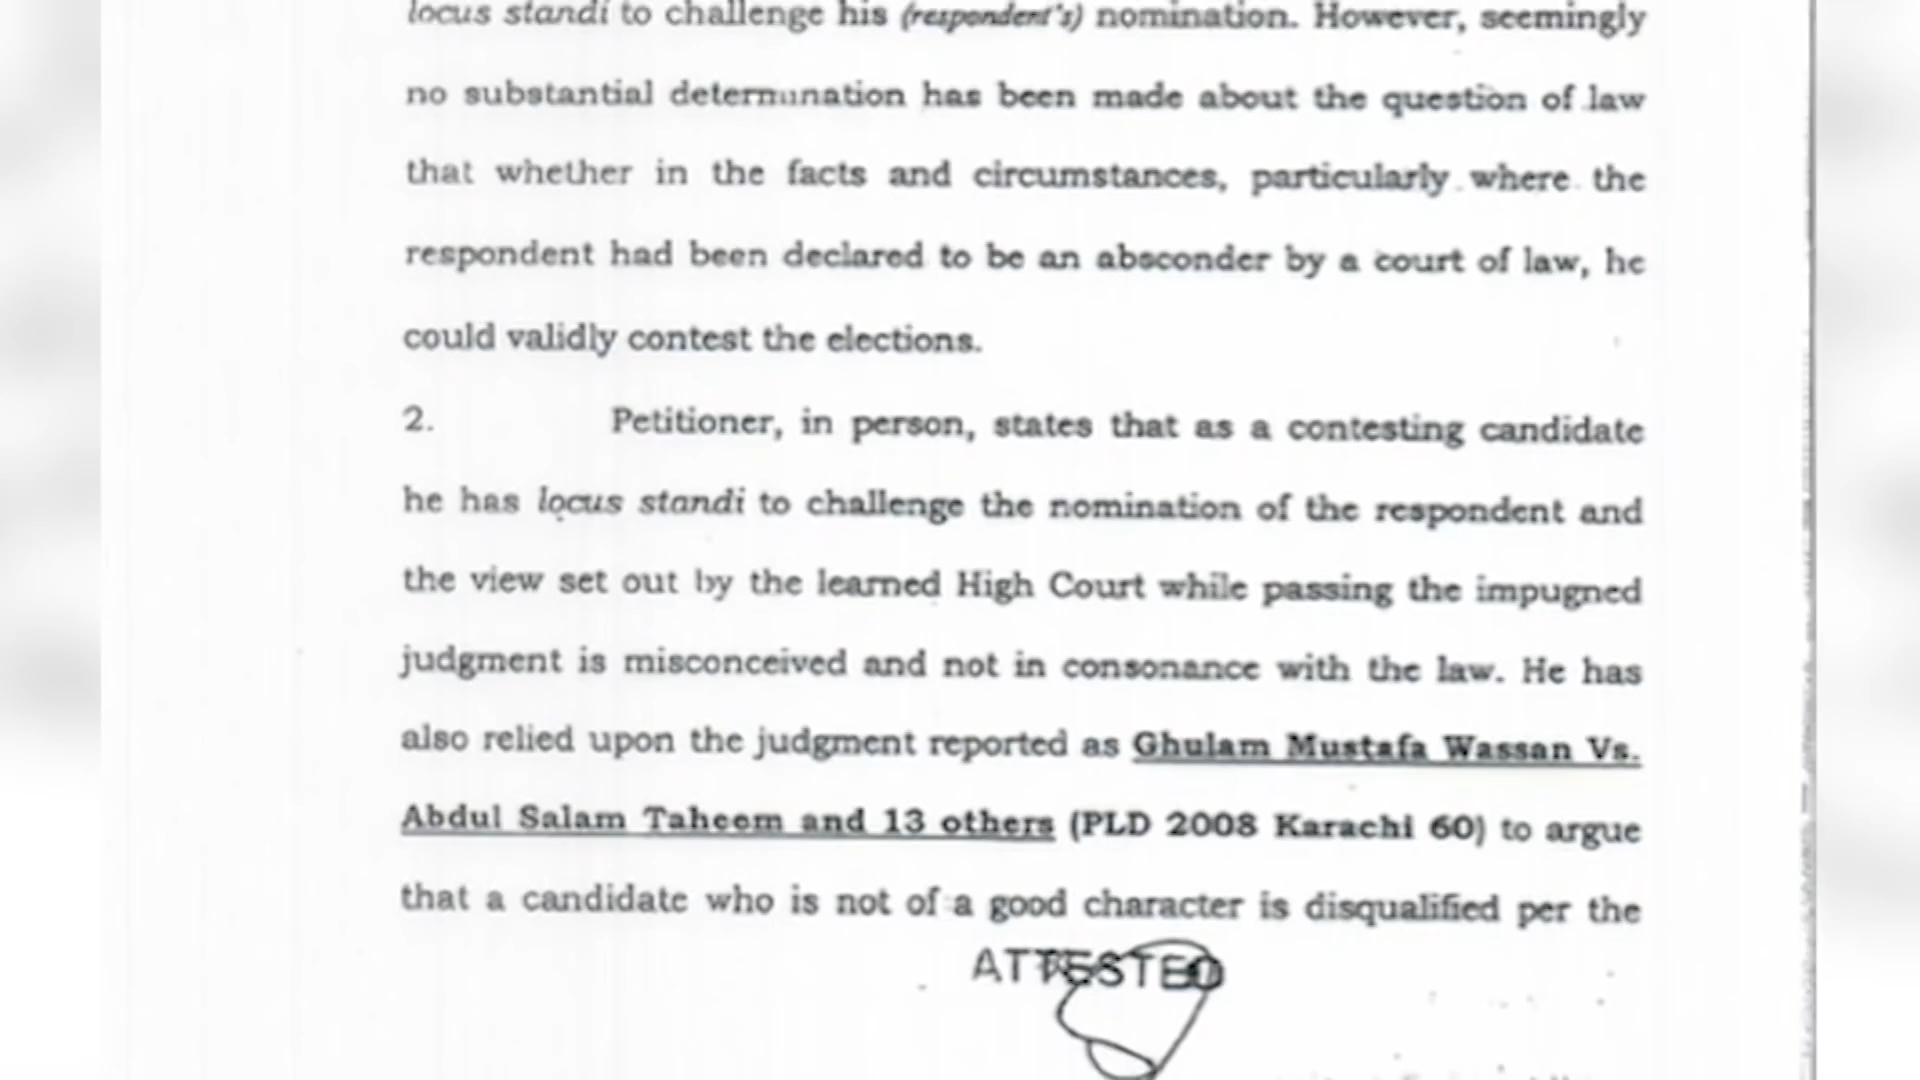 locus standi to challenge his (respondent's) nomination. However, seemingly
no substantial determination has been made about the question of law
that whether in the facts and circumstances, particularly where the
respondent had been declared to be an absconder by a court of law, he
could validly contest the elections.
2. Petitioner, in person, states that as a contesting candidate
he has locus standi to challenge the nomination of the respondent and
the view set out by the learned High Court while passing the impugned
judgment is misconceived and not in consonance with the law. He has
also relied upon the judgment reported as Ghulam Mustafa Wassan Vs.
Abdul Salam Taheem and 13 others (PLD 2008 Karachi 60) to argue
that a candidate who is not of a good character is disqualified per the
ATTESTED